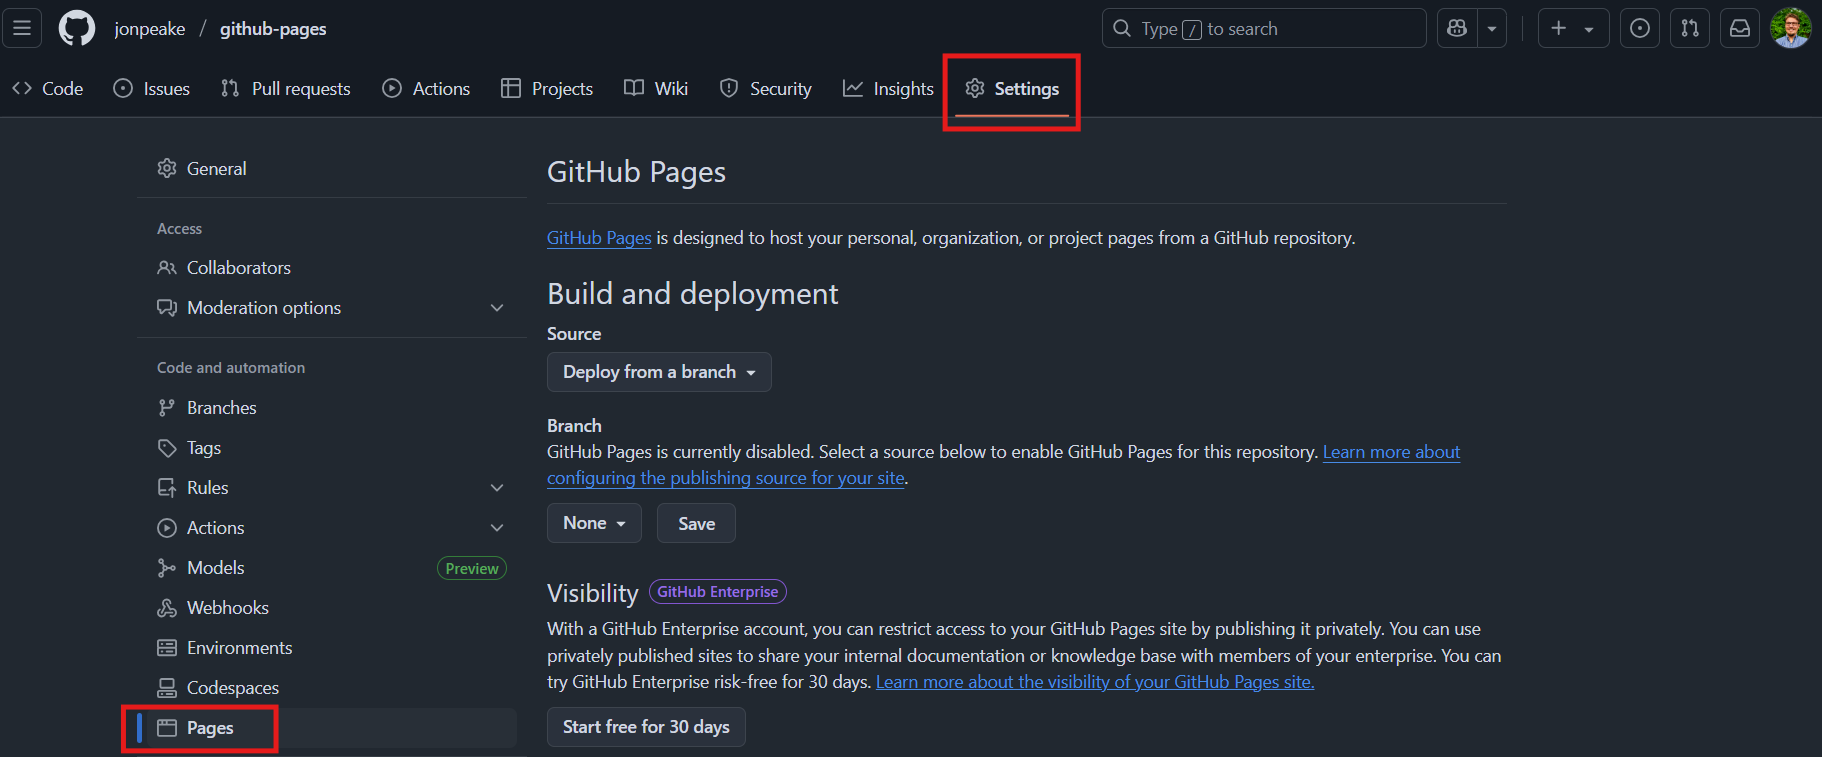 jonpeake / github-pages
Type / to search
Code
Issues
Pull requests
Actions
Projects
Wiki
Security
Insights
Settings
General
Access
Collaborators
Moderation options
Code and automation
Branches
Tags
Rules
Actions
Models
Preview
Webhooks
Environments
Codespaces
Pages
GitHub Pages
GitHub Pages is designed to host your personal, organization, or project pages from a GitHub repository.
Build and deployment
Source
Deploy from a branch
Branch
GitHub Pages is currently disabled. Select a source below to enable GitHub Pages for this repository. Learn more about
configuring the publishing source for your site.
None
Save
Visibility
GitHub Enterprise
With a GitHub Enterprise account, you can restrict access to your GitHub Pages site by publishing it privately. You can use
privately published sites to share your internal documentation or knowledge base with members of your enterprise. You can
try GitHub Enterprise risk-free for 30 days. Learn more about the visibility of your GitHub Pages site.
Start free for 30 days